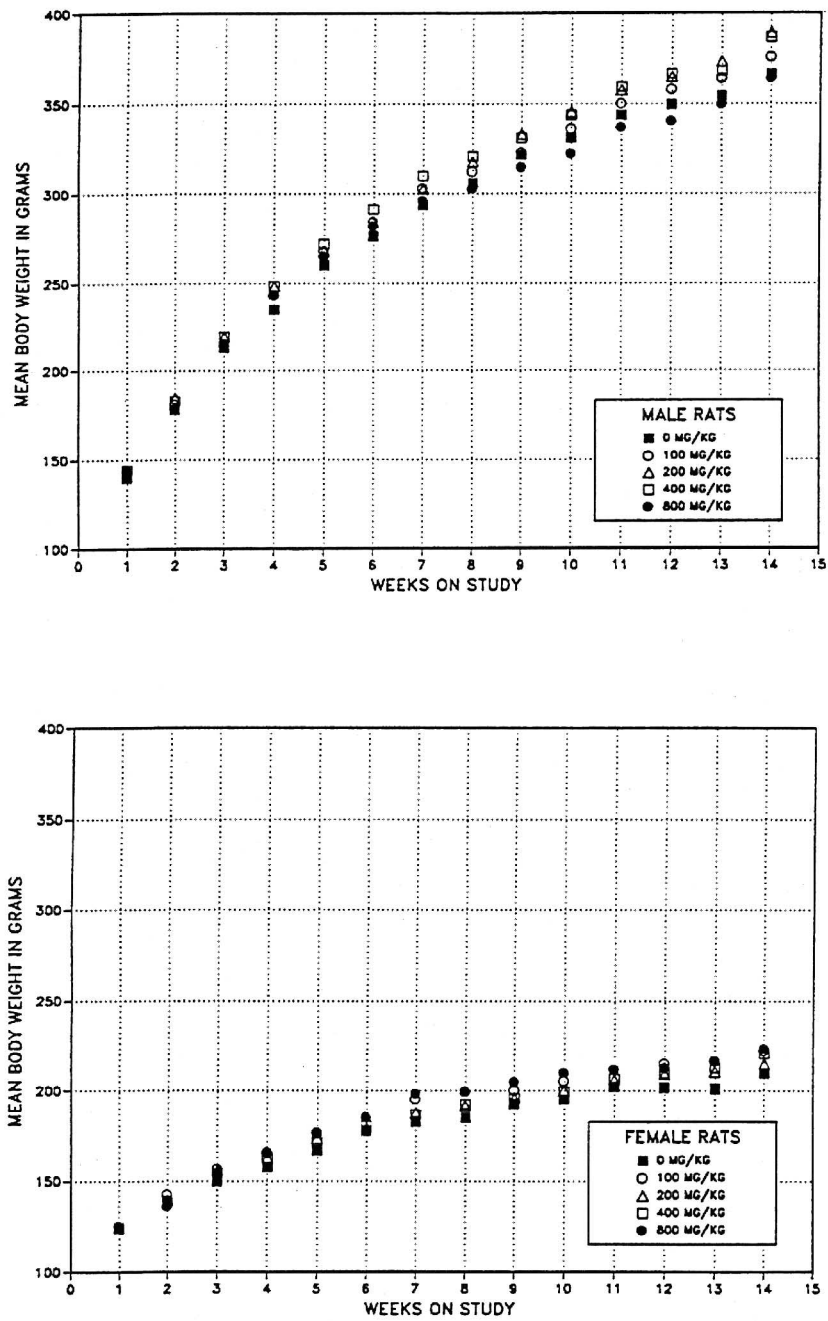 MEAN BODY WEIGHT IN GRAMS
400
350
300
250
200
150
100
MALE RATS
0 MG/KG
100 MG/KG
200 MG/KG
400 MG/KG
800 MG/KG
0 1 2 3 4 5 6 7 8 9 10 11 12 13 14 15
WEEKS ON STUDY
MEAN BODY WEIGHT IN GRAMS
400
350
300
250
200
150
100
FEMALE RATS
0 MG/KG
100 MG/KG
200 MG/KG
400 MG/KG
800 MG/KG
0 1 2 3 4 5 6 7 8 9 10 11 12 13 14 15
WEEKS ON STUDY